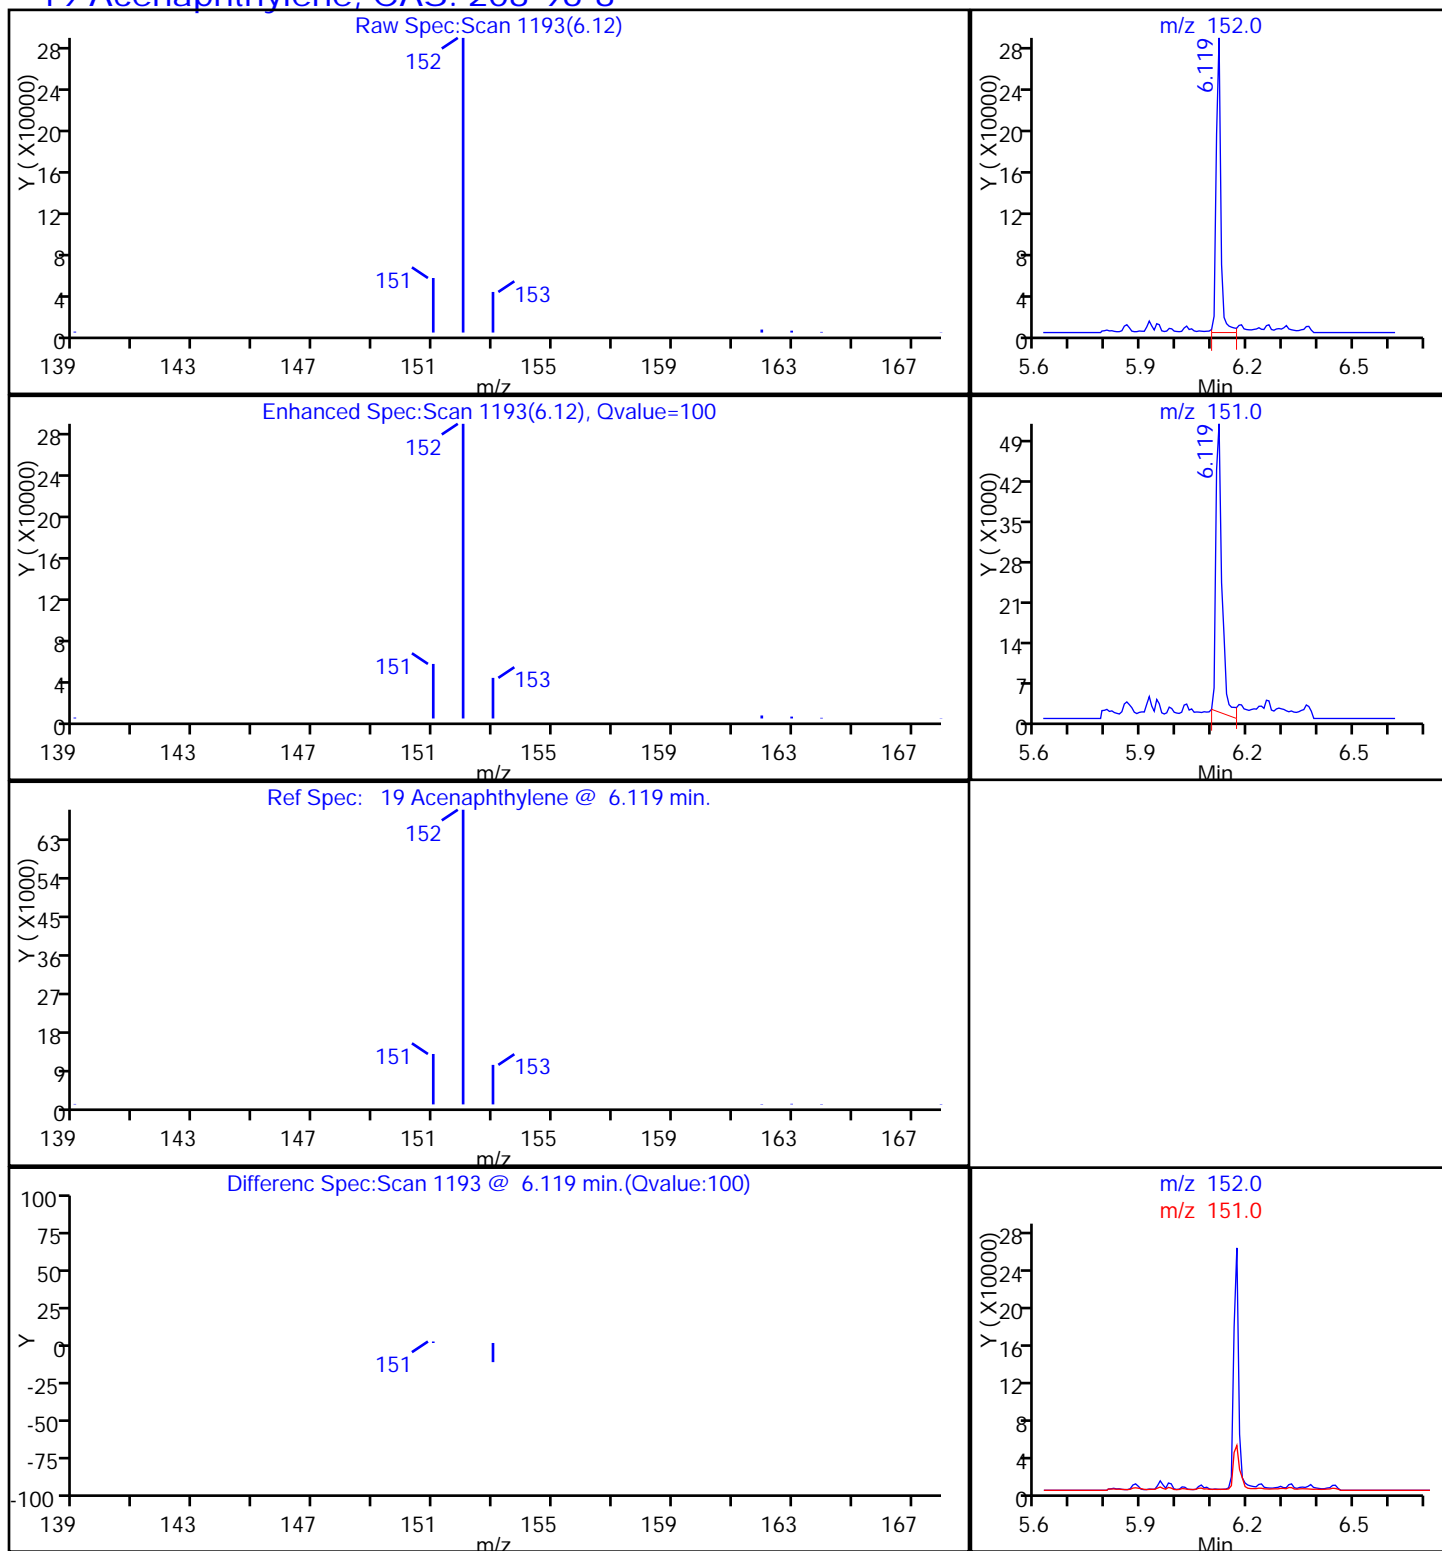 19 Acenaphthylene, CAS: 208-96-8
Raw Spec:Scan 1193(6.12)
Y ( X10000)
28
24
20
16
12
8
4
0
152
151
153
139 143 147 151 155 159 163 167
m/z
m/z 152.0
Y ( X10000)
28
24
20
16
12
8
4
0
6.119
5.6 5.9 6.2 6.5
Min
Enhanced Spec:Scan 1193(6.12), Qvalue=100
Y ( X10000)
28
24
20
16
12
8
4
0
152
151
153
139 143 147 151 155 159 163 167
m/z
m/z 151.0
Y ( X1000)
49
42
35
28
21
14
7
0
6.119
5.6 5.9 6.2 6.5
Min
Ref Spec: 19 Acenaphthylene @ 6.119 min.
Y ( X1000)
63
54
45
36
27
18
9
0
152
151
153
139 143 147 151 155 159 163 167
m/z
Differenc Spec:Scan 1193 @ 6.119 min.(Qvalue:100)
Y
100
75
50
25
0
-25
-50
-75
-100
151
139 143 147 151 155 159 163 167
m/z
m/z 152.0
m/z 151.0
Y ( X10000)
28
24
20
16
12
8
4
0
5.6 5.9 6.2 6.5
Min